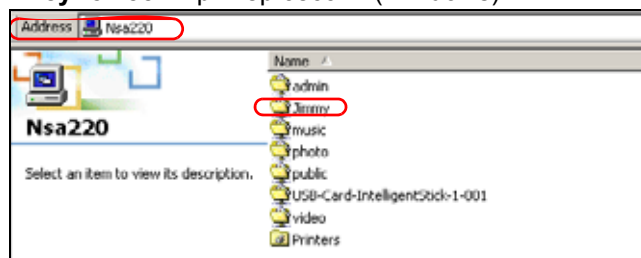 Address Nsa220
Name
admin
Jimmy
Nsa220
music
photo
Select an item to view its description.
public
USB-Card-IntelligentStick-1-001
video
Printers